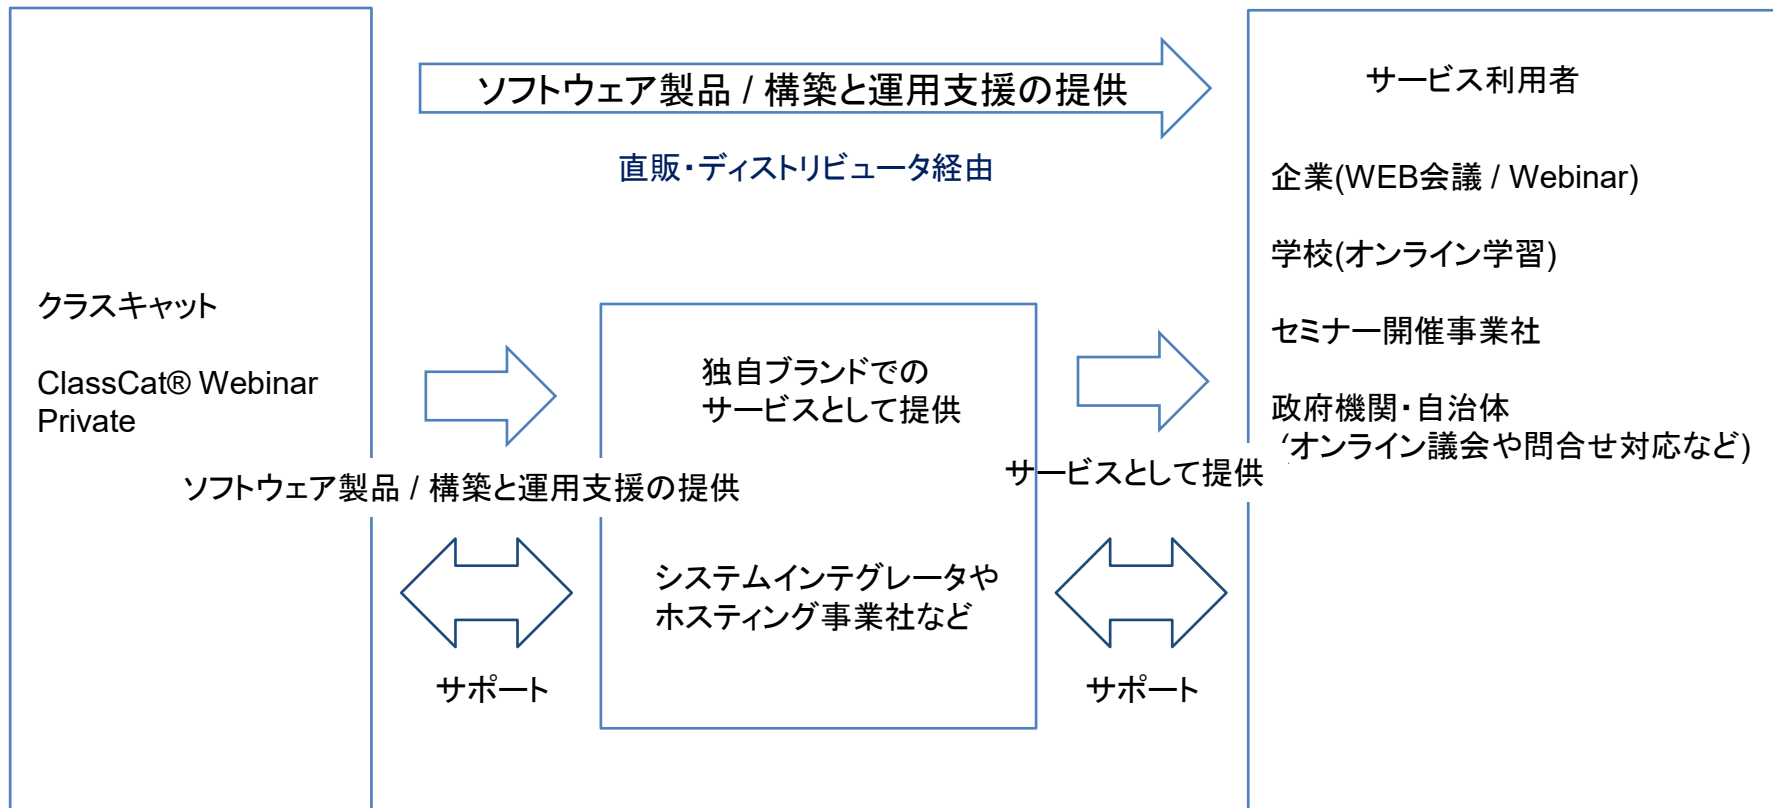 ソフトウェア製品 / 構築と運用支援の提供
直販・ディストリビュータ経由
クラスキャット
ClassCat® Webinar
Private
ソフトウェア製品 / 構築と運用支援の提供
サポート
独自ブランドでの
サービスとして提供
システムインテグレータや
ホスティング事業社など
サービスとして提供
サポート
サービス利用者
企業(WEB会議 / Webinar)
学校(オンライン学習)
セミナー開催事業社
政府機関・自治体
(オンライン議会や問合せ対応など)